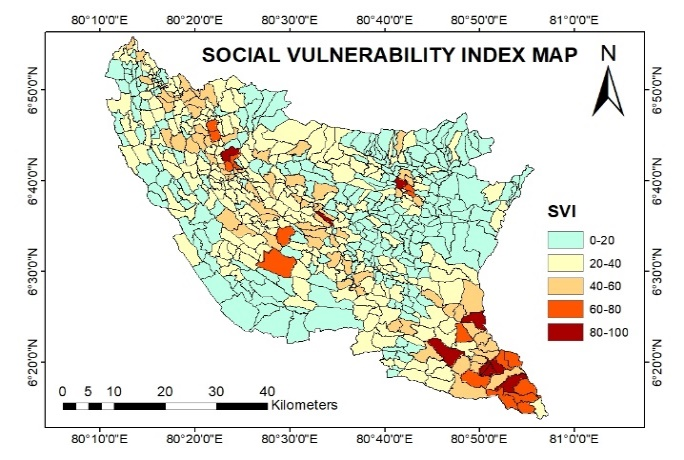 80°10'0"E 80°20'0"E 80°30'0"E 80°40'0"E 80°50'0"E 81°0'0"E
SOCIAL VULNERABILITY INDEX MAP
N
6°50'0"N 6°50'0"N
6°40'0"N 6°40'0"N
SVI
0-20
20-40
6°30'0"N 6°30'0"N
40-60
60-80
80-100
6°20'0"N 6°20'0"N
0 5 10 20 30 40
Kilometers
80°10'0"E 80°20'0"E 80°30'0"E 80°40'0"E 80°50'0"E 81°0'0"E